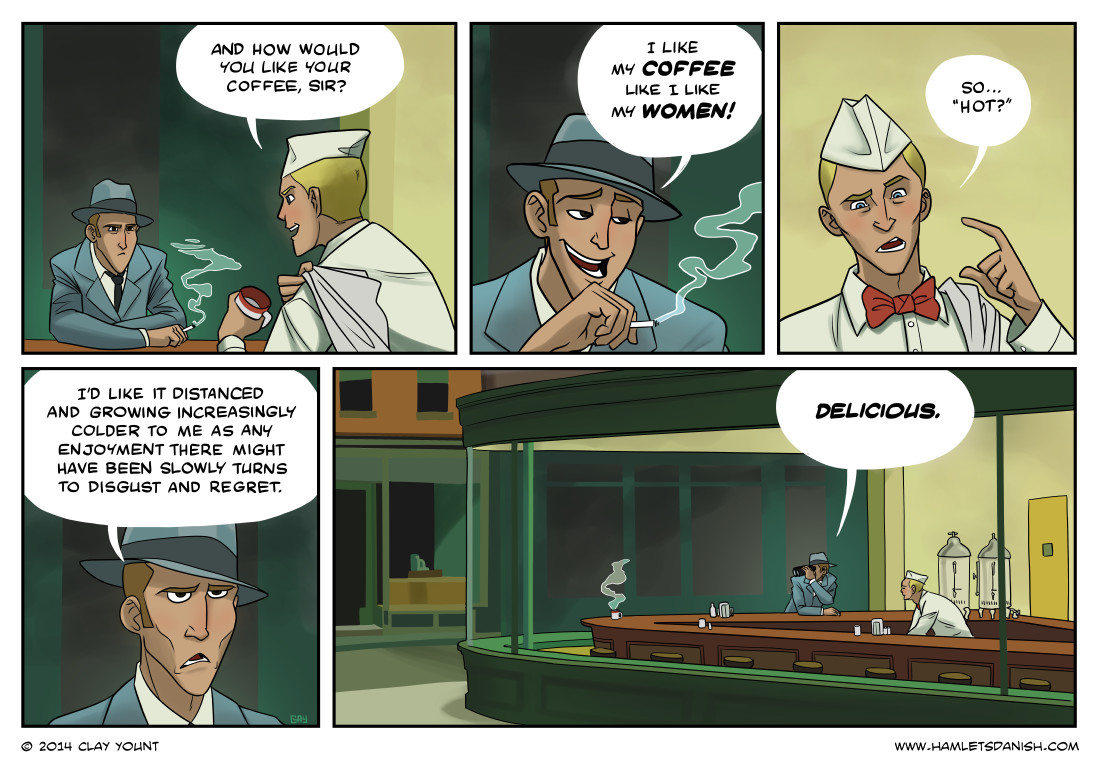 AND HOW WOULD
YOU LIKE YOUR
COFFEE, SIR?
I LIKE
MY COFFEE
LIKE I LIKE
MY WOMEN!
SO...
"HOT?"
I'D LIKE IT DISTANCED
AND GROWING INCREASINGLY
COLDER TO ME AS ANY
ENJOYMENT THERE MIGHT
HAVE BEEN SLOWLY TURNS
TO DISGUST AND REGRET.
DELICIOUS.
© 2014 CLAY YOUNT
WWW.HAMLETSDANISH.COM